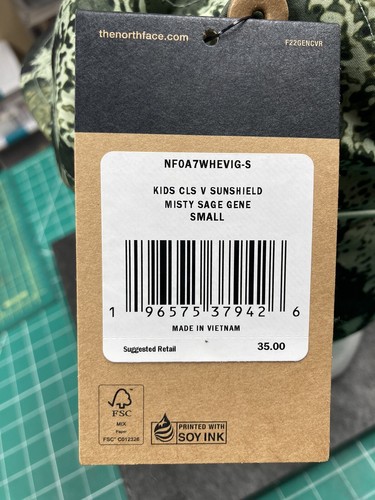 thenorthface.com
F22GENCVR
NF0A7WHEVIG-S
KIDS CLS V SUNSHIELD
MISTY SAGE GENE
SMALL
1 96575 37942 6
MADE IN VIETNAM
Suggested Retail 35.00
FSC
MIX
Paper
FSC® C012336
PRINTED WITH
SOY INK